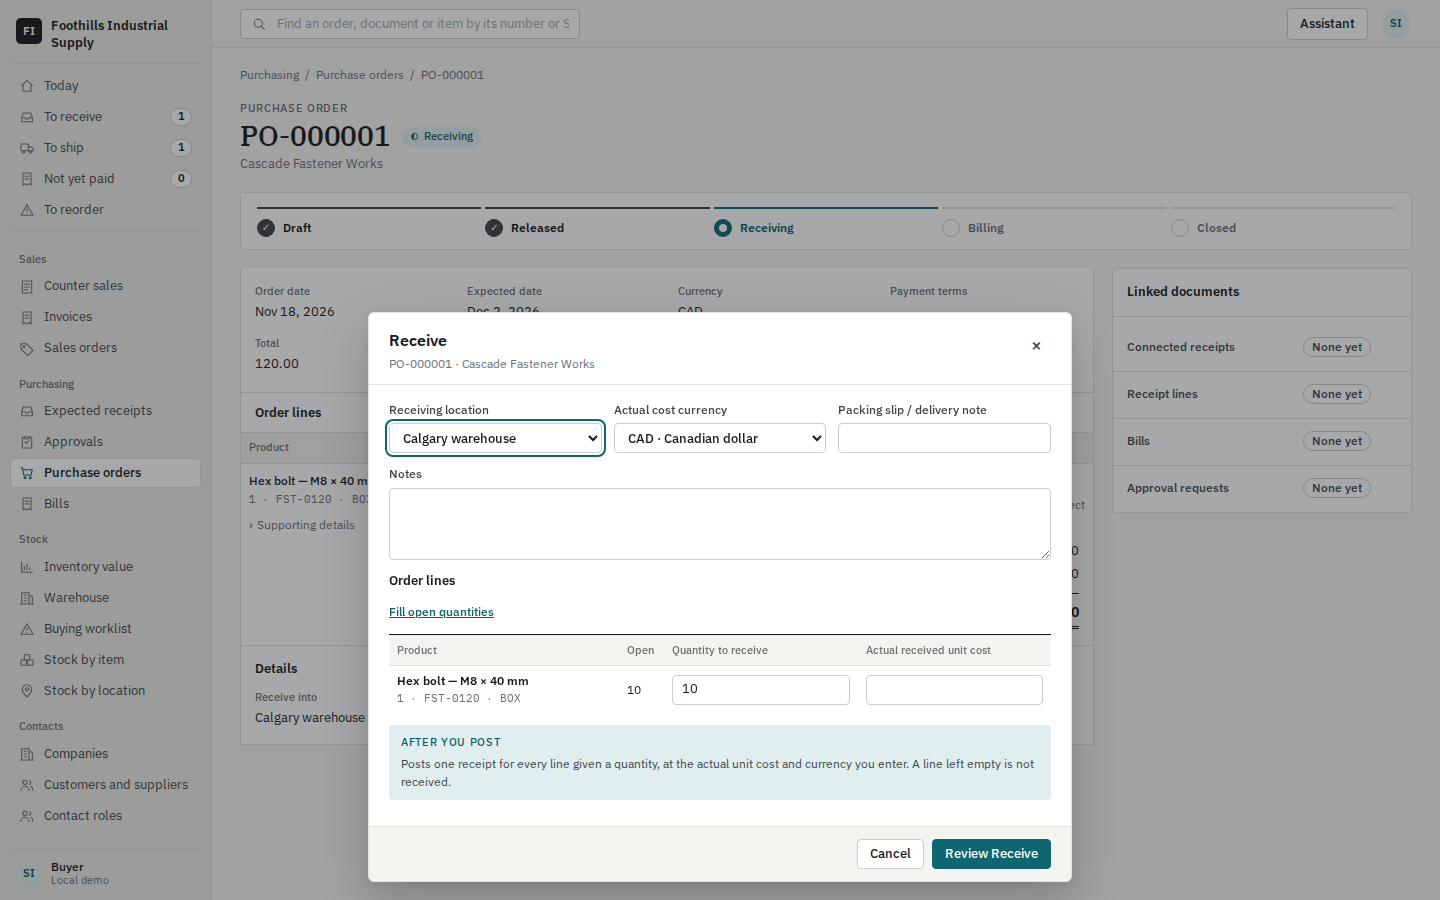 FI
Foothills Industrial
Supply
Find an order, document or item by its number or S
Assistant
SI
Today
To receive
1
To ship
1
Not yet paid
0
To reorder
Sales
Counter sales
Invoices
Sales orders
Purchasing
Expected receipts
Approvals
Purchase orders
Bills
Stock
Inventory value
Warehouse
Buying worklist
Stock by item
Stock by location
Contacts
Companies
Customers and suppliers
Contact roles
SI
Buyer
Local demo
Purchasing / Purchase orders / PO-000001
PURCHASE ORDER
PO-000001
Receiving
Cascade Fastener Works
Draft
Released
Receiving
Billing
Closed
Order date
Expected date
Currency
Payment terms
Nov 18, 2026
Dec 2, 2026
CAD
Total
120.00
Order lines
Product
Hex bolt — M8 × 40 m
1 · FST-0120 · BO
› Supporting details
ect
0
0
0
Details
Receive into
Calgary warehouse
Linked documents
Connected receipts
None yet
Receipt lines
None yet
Bills
None yet
Approval requests
None yet
Receive
×
PO-000001 · Cascade Fastener Works
Receiving location
Actual cost currency
Packing slip / delivery note
Calgary warehouse
CAD · Canadian dollar
Notes
Order lines
Fill open quantities
Product
Open
Quantity to receive
Actual received unit cost
Hex bolt — M8 × 40 mm
1 · FST-0120 · BOX
10
10
AFTER YOU POST
Posts one receipt for every line given a quantity, at the actual unit cost and currency you enter. A line left empty is not
received.
Cancel
Review Receive